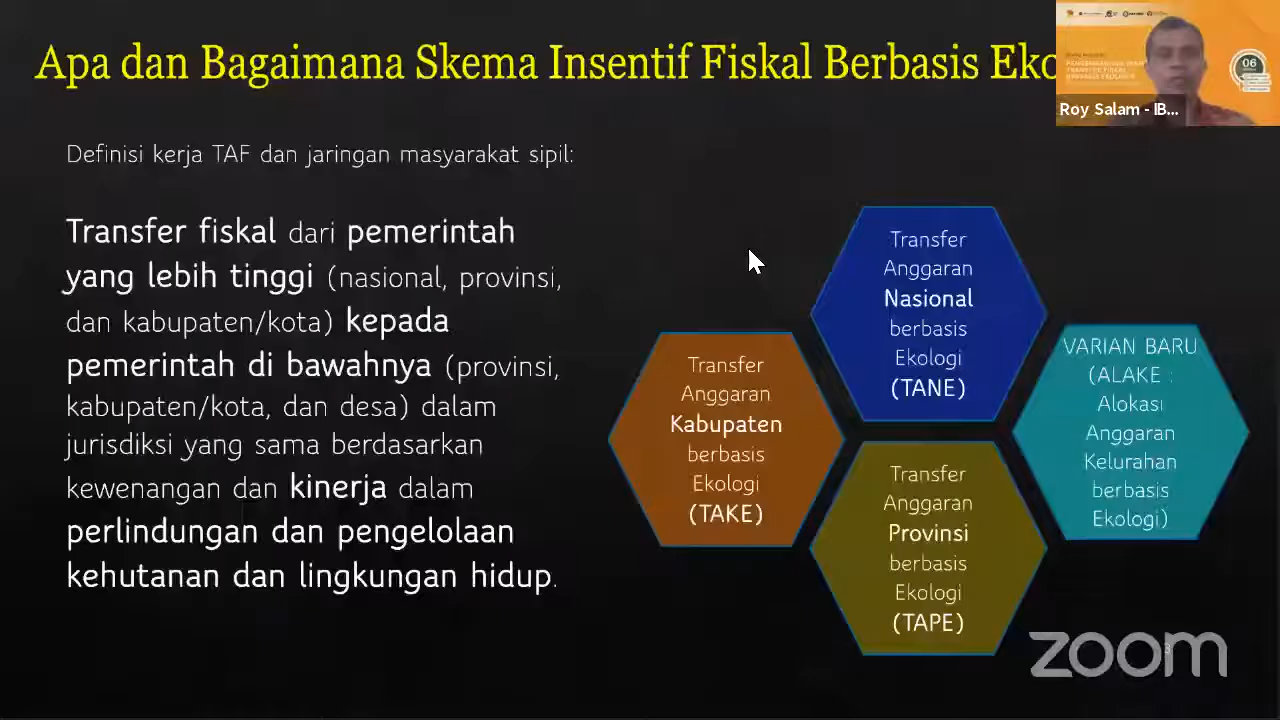 Apa dan Bagaimana Skema Insentif Fiskal Berbasis Eko
06
Roy Salam - IB...
Definisi kerja TAF dan jaringan masyarakat sipil:
Transfer fiskal dari pemerintah
yang lebih tinggi (nasional, provinsi,
dan kabupaten/kota) kepada
pemerintah di bawahnya (provinsi,
kabupaten/kota, dan desa) dalam
jurisdiksi yang sama berdasarkan
kewenangan dan kinerja dalam
perlindungan dan pengelolaan
kehutanan dan lingkungan hidup.
Transfer
Anggaran
Nasional
berbasis
Ekologi
(TANE)
Transfer
Anggaran
Kabupaten
berbasis
Ekologi
(TAKE)
VARIAN BARU
(ALAKE :
Alokasi
Anggaran
Kelurahan
berbasis
Ekologi)
Transfer
Anggaran
Provinsi
berbasis
Ekologi
(TAPE)
3
zoom